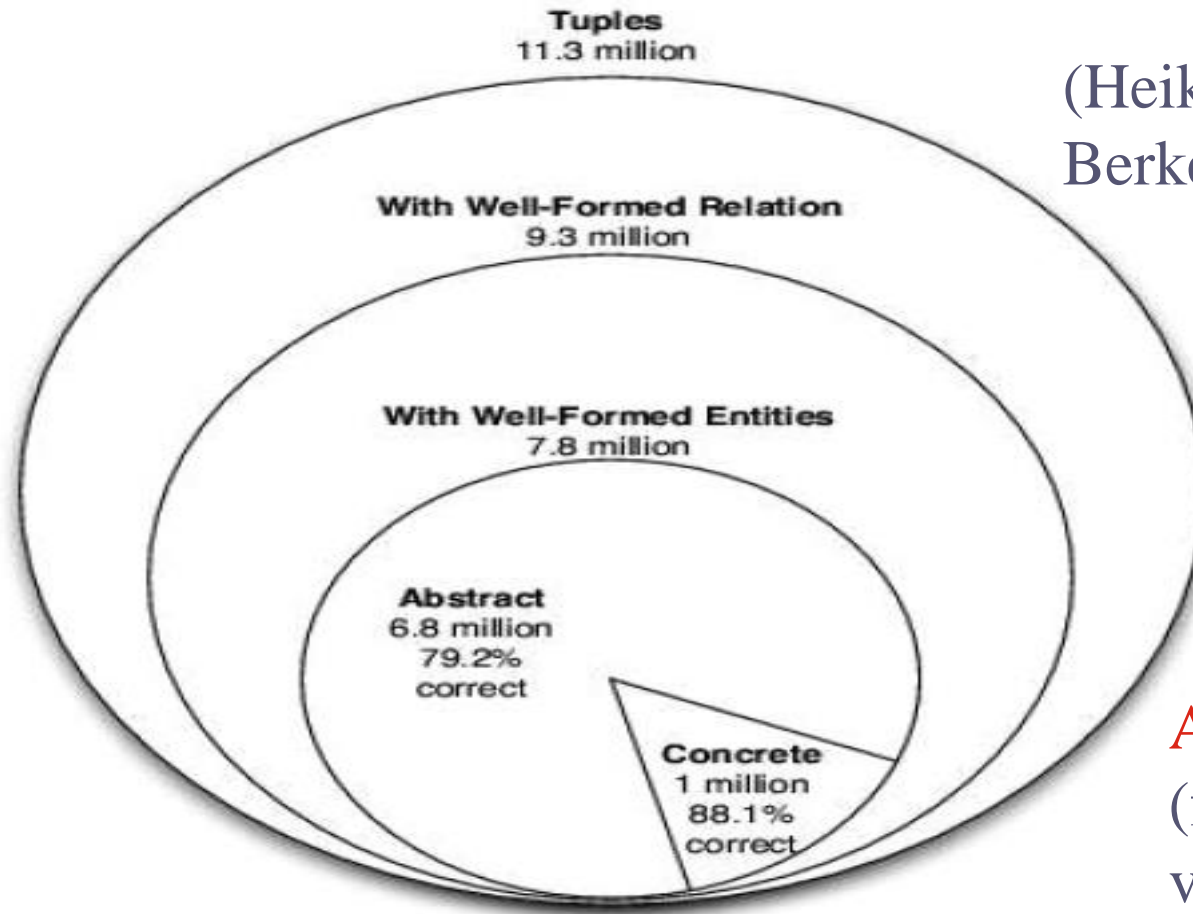 Tuples
11.3 million
With Well-Formed Relation
9.3 million
With Well-Formed Entities
7.8 million
Abstract
6.8 million
79.2%
correct
Concrete
1 million
88.1%
correct